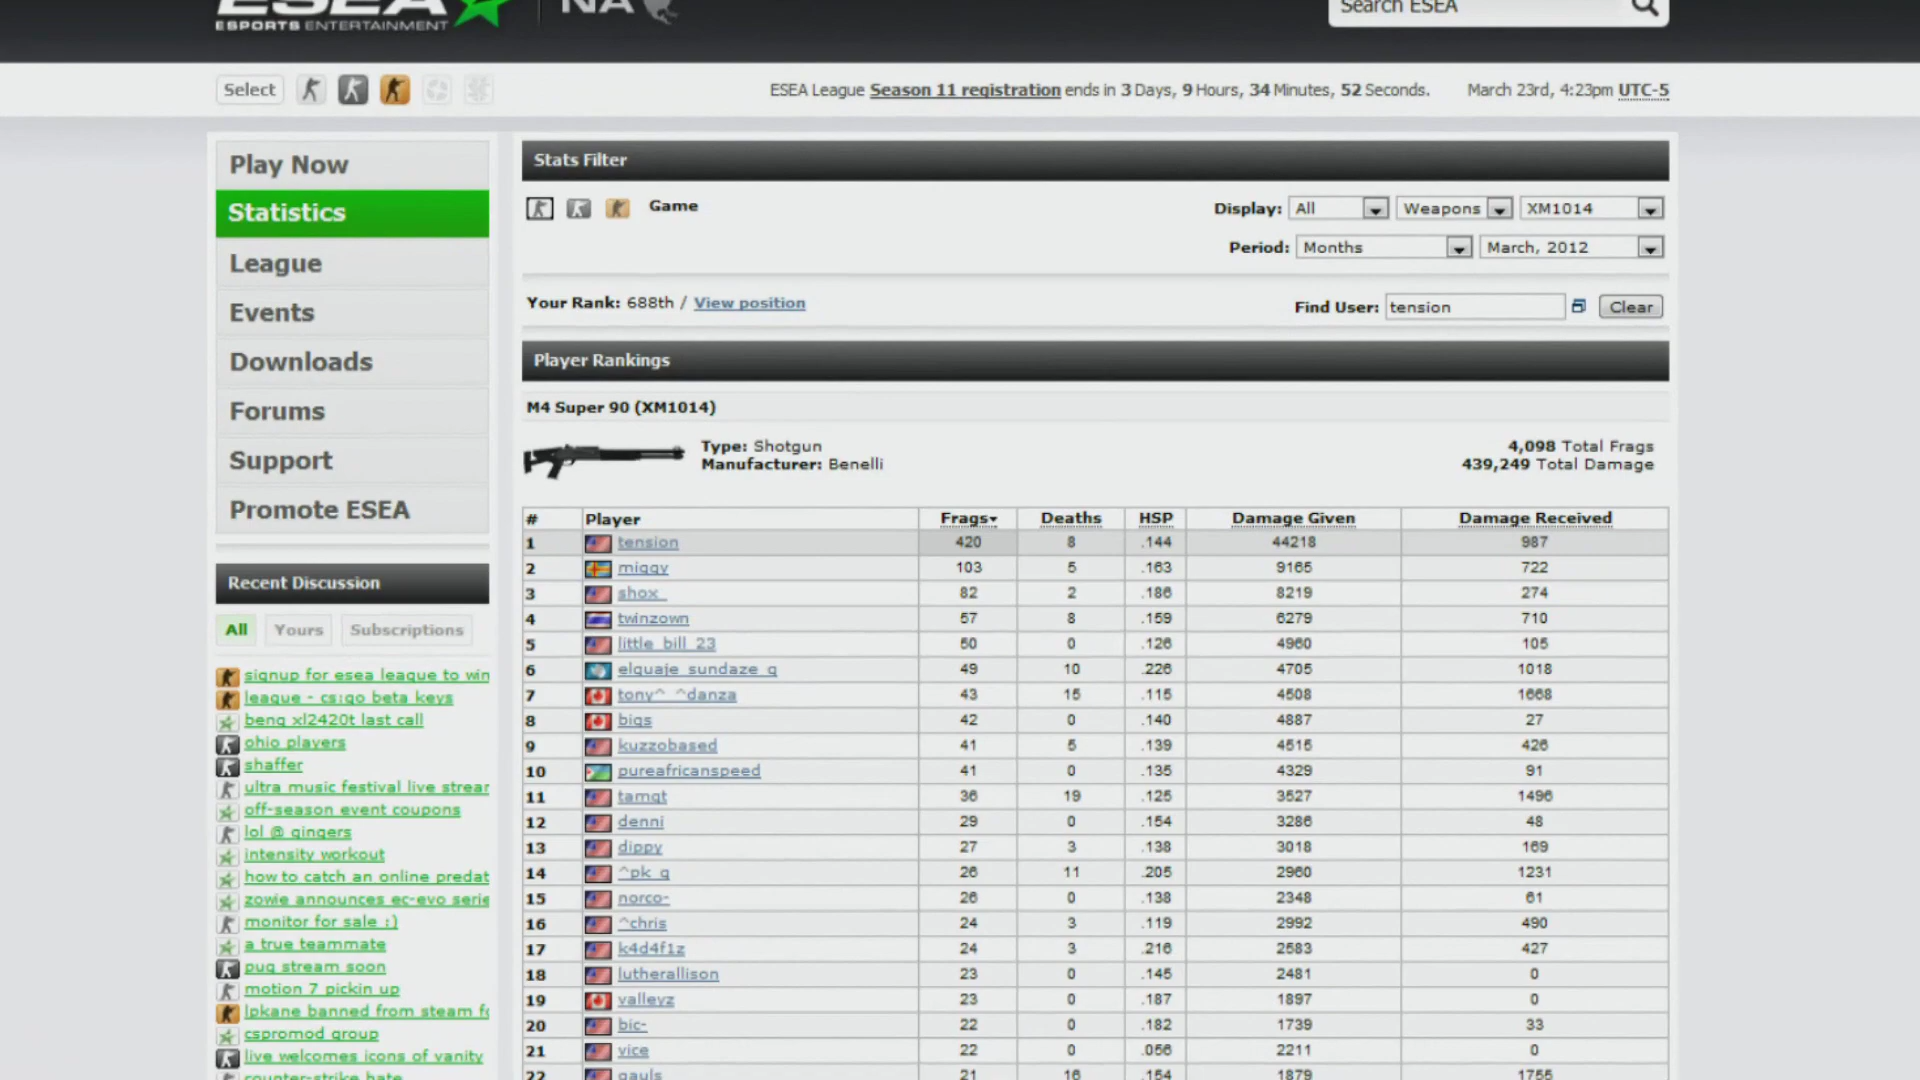 ESEA NA
ESPORTS ENTERTAINMENT
Search ESEA
Select
ESEA League Season 11 registration ends in 3 Days, 9 Hours, 34 Minutes, 52 Seconds. March 23rd, 4:23pm UTC-5
Play Now
Statistics
League
Events
Downloads
Forums
Support
Promote ESEA
Recent Discussion
All Yours Subscriptions
signup for esea league to win
league - cs:go beta keys
benq xl2420t last call
ohio players
shaffer
ultra music festival live strear
off-season event coupons
lol @ gingers
intensity workout
how to catch an online predat
zowie announces ec-evo serie
monitor for sale :)
a true teammate
pug stream soon
motion 7 pickin up
lpkane banned from steam fo
cspromod group
live welcomes icons of vanity
counter-strike hate
Stats Filter
Game
Display: All Weapons XM1014
Period: Months March, 2012
Your Rank: 688th / View position
Find User: tension Clear
Player Rankings
M4 Super 90 (XM1014)
Type: Shotgun
Manufacturer: Benelli
4,098 Total Frags
439,249 Total Damage
# Player Frags Deaths HSP Damage Given Damage Received
1 tension 420 8 .144 44218 987
2 miggy 103 5 .163 9165 722
3 shox_ 82 2 .186 8219 274
4 twinzown 57 8 .159 6279 710
5 little_bill_23 50 0 .126 4960 105
6 elguaje_sundaze_g 49 10 .226 4705 1018
7 tony^_^danza 43 15 .115 4508 1668
8 bigs 42 0 .140 4887 27
9 kuzzobased 41 5 .139 4515 426
10 pureafricanspeed 41 0 .135 4329 91
11 tamgt 36 19 .125 3527 1496
12 denni 29 0 .154 3286 48
13 dippy 27 3 .138 3018 169
14 ^pk_g 26 11 .205 2960 1231
15 norco- 26 0 .138 2348 61
16 ^chris 24 3 .119 2992 490
17 k4d4f1z 24 3 .216 2583 427
18 lutherallison 23 0 .145 2481 0
19 valleyz 23 0 .187 1897 0
20 bic- 22 0 .182 1739 33
21 vice 22 0 .056 2211 0
22 gauls 21 16 .154 1879 1755